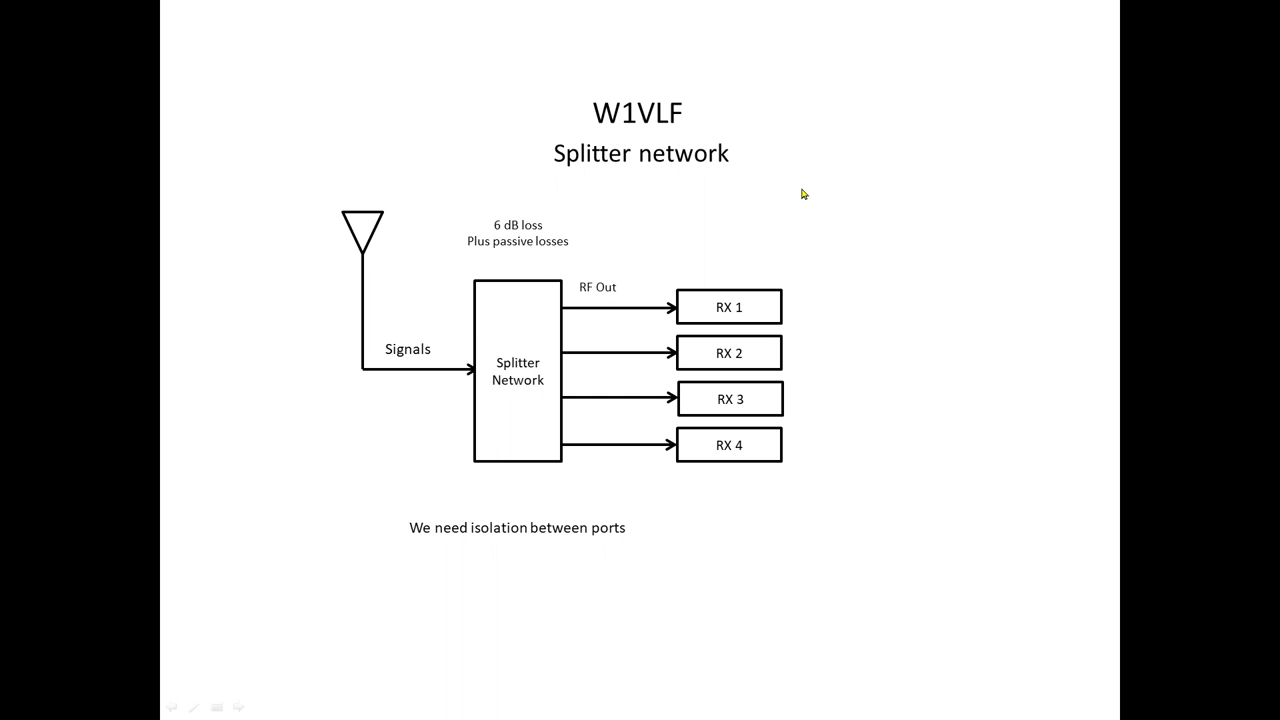 W1VLF
Splitter network
6 dB loss
Plus passive losses
RF Out
RX 1
Signals
RX 2
Splitter
Network
RX 3
RX 4
We need isolation between ports